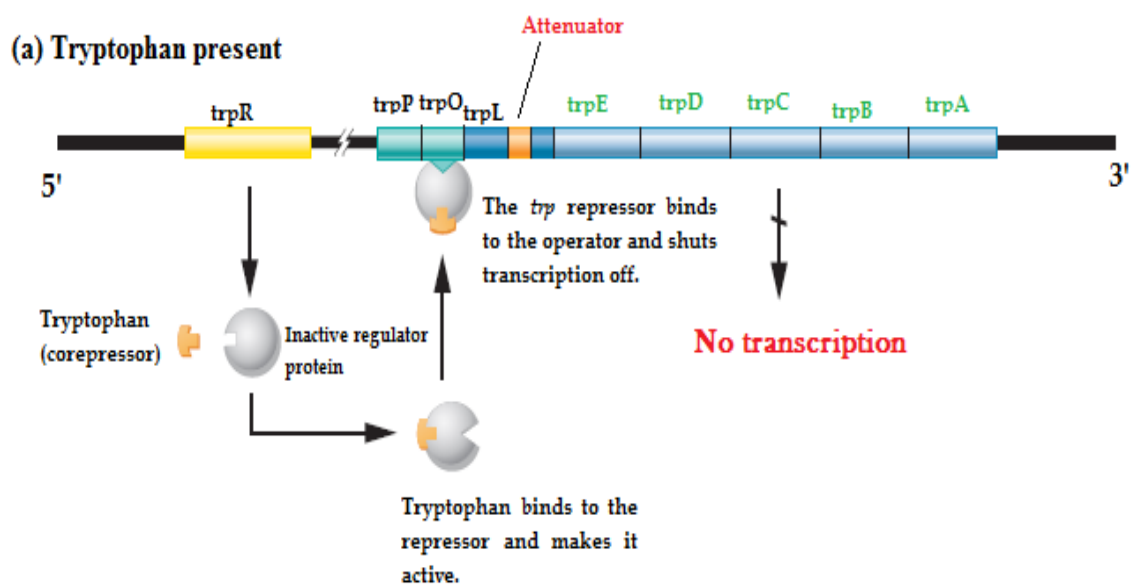 Attenuator
(a) Tryptophan present
trpR
trpP
trpO
trpL
trpE
trpD
trpC
trpB
trpA
5'
3'
The trp repressor binds
to the operator and shuts
transcription off.
Tryptophan
(corepressor)
Inactive regulator
protein
No transcription
Tryptophan binds to the
repressor and makes it
active.